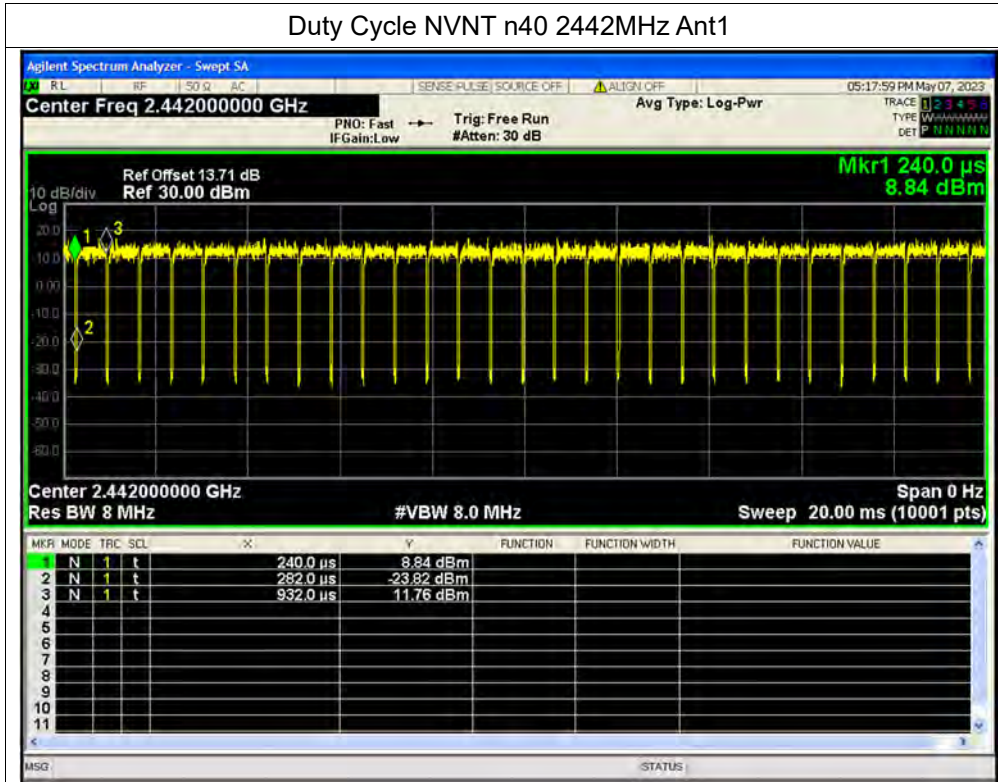 Duty Cycle NVNT n40 2442MHz Ant1
Agilent Spectrum Analyzer - Swept SA
LXI RL RF 50 Ω AC SENSE:PULSE SOURCE OFF ALIGN OFF 05:17:59 PM May 07, 2023
Center Freq 2.442000000 GHz Avg Type: Log-Pwr TRACE 1 2 3 4 5 6
PNO: Fast Trig: Free Run TYPE W
IFGain:Low #Atten: 30 dB DET P N N N N N
Mkr1 240.0 µs
Ref Offset 13.71 dB
10 dB/div Ref 30.00 dBm 8.84 dBm
Log
20.0
10.0
0.00
-10.0
-20.0
-30.0
-40.0
-50.0
-60.0
1
3
2
Center 2.442000000 GHz Span 0 Hz
Res BW 8 MHz #VBW 8.0 MHz Sweep 20.00 ms (10001 pts)
MKR MODE TRC SCL X Y FUNCTION FUNCTION WIDTH FUNCTION VALUE
1 N 1 t 240.0 µs 8.84 dBm
2 N 1 t 282.0 µs -23.82 dBm
3 N 1 t 932.0 µs 11.76 dBm
4
5
6
7
8
9
10
11
MSG STATUS